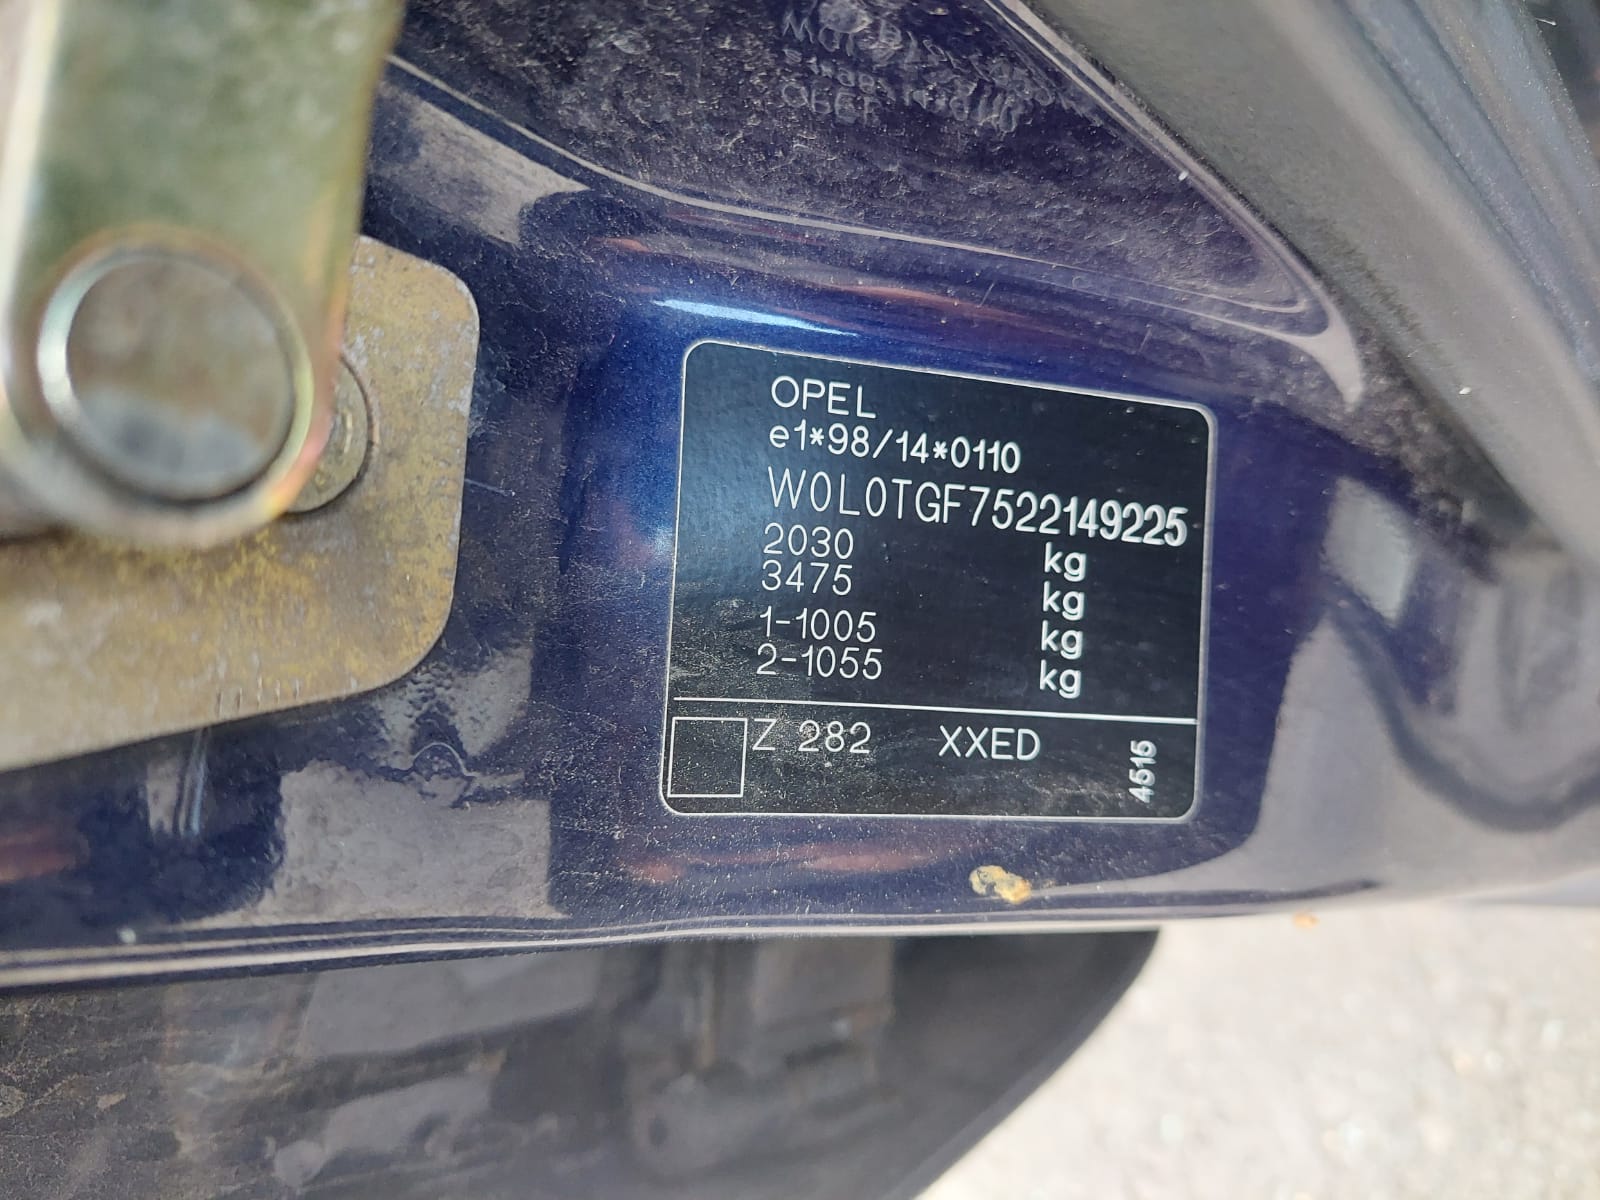 OPEL
e1*98/14*0110
W0L0TGF7522149225
2030 kg
3475 kg
1-1005 kg
2-1055 kg
Z 282 XXED
4515